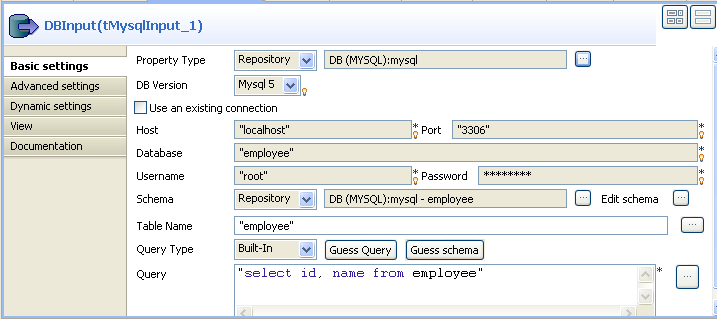 DBInput(tMysqlInput_1)
Basic settings
Advanced settings
Dynamic settings
View
Documentation
Property Type Repository DB (MYSQL):mysql ...
DB Version Mysql 5
Use an existing connection
Host "localhost" * Port "3306" *
Database "employee" *
Username "root" * Password ******** *
Schema Repository DB (MYSQL):mysql - employee ... Edit schema ...
Table Name "employee" ...
Query Type Built-In Guess Query Guess schema
Query "select id, name from employee" * ...